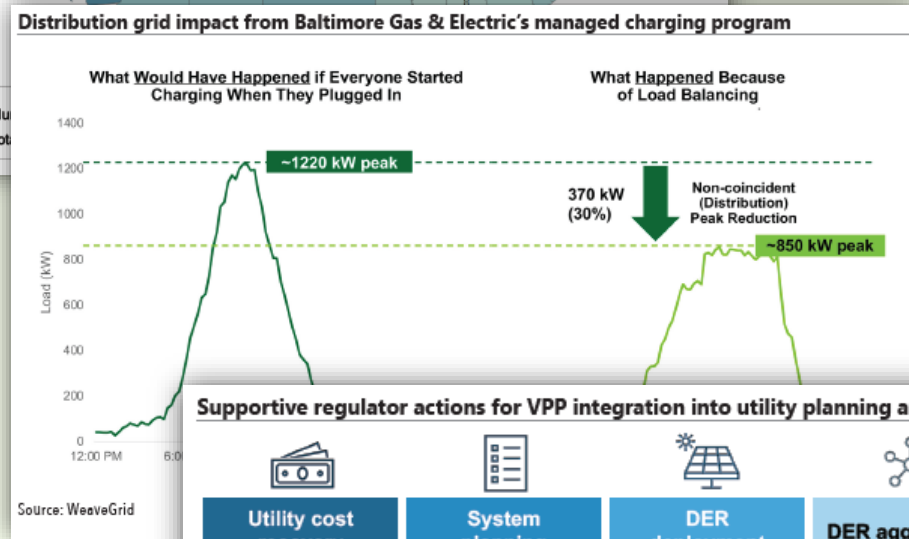 Distribution grid impact from Baltimore Gas & Electric's managed charging program
What Would Have Happened if Everyone Started
Charging When They Plugged In
What Happened Because
of Load Balancing
1400
1200
1000
800
600
400
200
0
Load (kW)
~1220 kW peak
370 kW
(30%)
Non-coincident
(Distribution)
Peak Reduction
~850 kW peak
12:00 PM
Source: WeaveGrid
Supportive regulator actions for VPP integration into utility planning
Utility cost
System
DER
DER